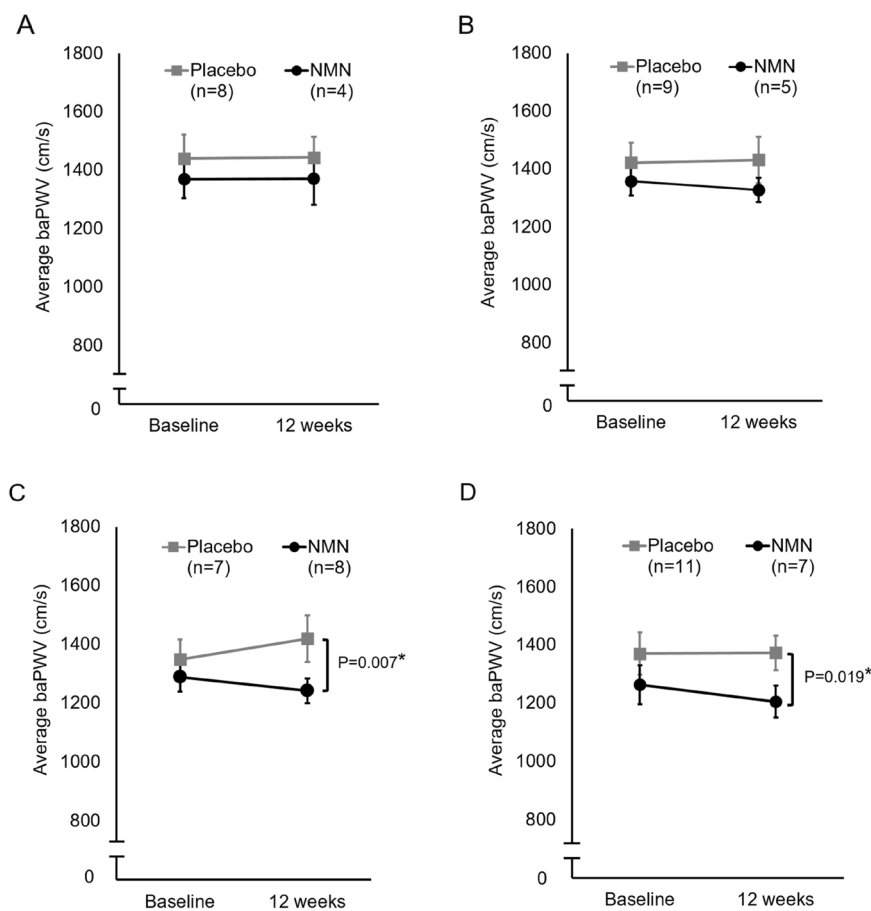 A
Average baPWV (cm/s)
1800
1600
1400
1200
1000
800
0
Placebo
(n=8)
NMN
(n=4)
Baseline
12 weeks
B
Average baPWV (cm/s)
1800
1600
1400
1200
1000
800
0
Placebo
(n=9)
NMN
(n=5)
Baseline
12 weeks
C
Average baPWV (cm/s)
1800
1600
1400
1200
1000
800
0
Placebo
(n=7)
NMN
(n=8)
P=0.007*
Baseline
12 weeks
D
Average baPWV (cm/s)
1800
1600
1400
1200
1000
800
0
Placebo
(n=11)
NMN
(n=7)
P=0.019*
Baseline
12 weeks